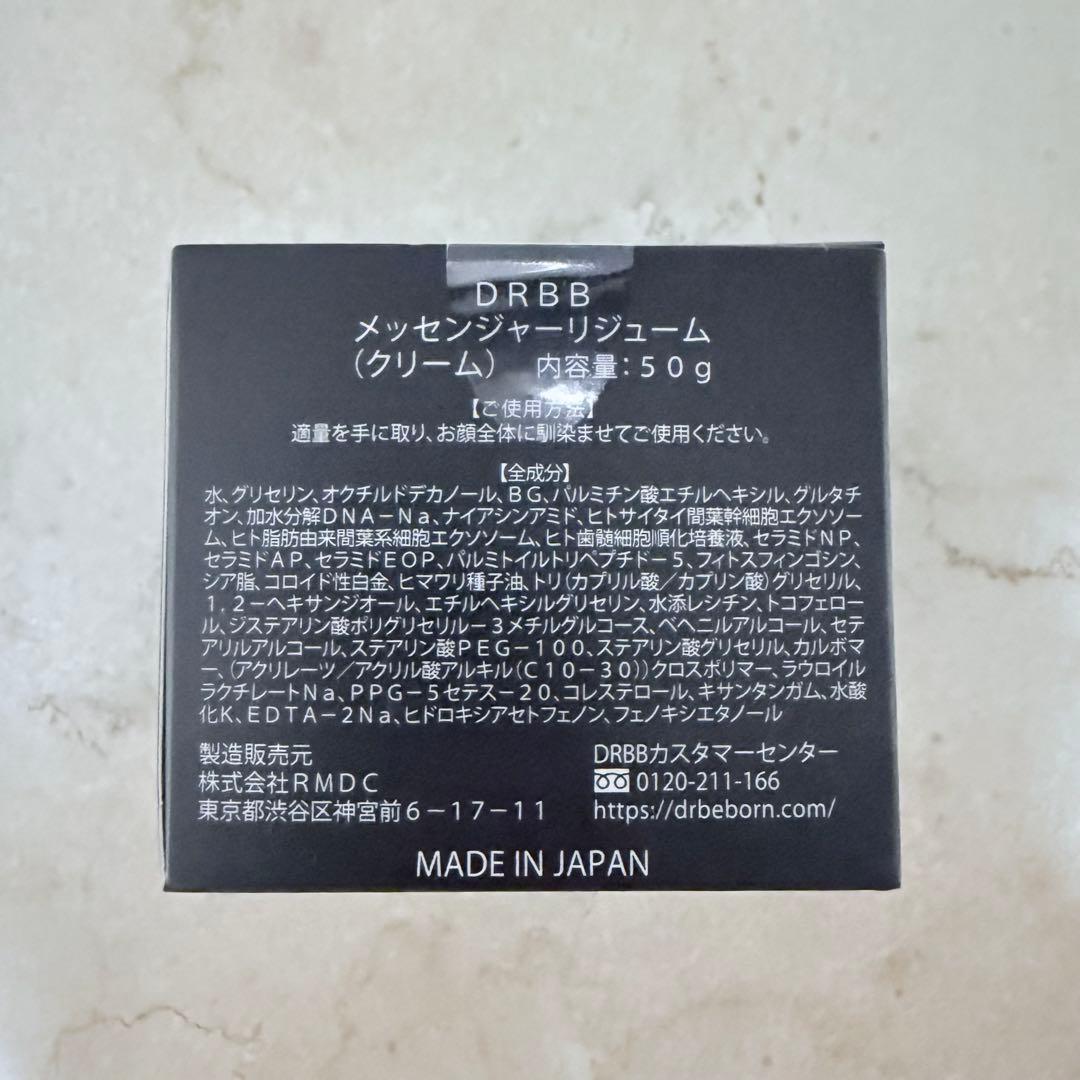 DRBB
メッセンジャーリジューム
（クリーム）　内容量：５０ｇ
【ご使用方法】
適量を手に取り、お顔全体に馴染ませてご使用ください。
【全成分】
水、グリセリン、オクチルドデカノール、ＢＧ、パルミチン酸エチルヘキシル、グルタチ
オン、加水分解ＤＮＡ－Ｎａ、ナイアシンアミド、ヒトサイタイ間葉幹細胞エクソソー
ム、ヒト脂肪由来間葉系細胞エクソソーム、ヒト歯髄細胞順化培養液、セラミドＮＰ、
セラミドＡＰ、セラミドＥＯＰ、パルミトイルトリペプチド－５、フィトスフィンゴシン、
シア脂、コロイド性白金、ヒマワリ種子油、トリ（カプリル酸／カプリン酸）グリセリル、
１．２－ヘキサンジオール、エチルヘキシルグリセリン、水添レシチン、トコフェロー
ル、ジステアリン酸ポリグリセリル－３メチルグルコース、ベヘニルアルコール、セテ
アリルアルコール、ステアリン酸ＰＥＧ－１００、ステアリン酸グリセリル、カルボマ
ー、（アクリレーツ／アクリル酸アルキル（Ｃ１０－３０））クロスポリマー、ラウロイル
ラクチレートＮａ、ＰＰＧ－５セテス－２０、コレステロール、キサンタンガム、水酸
化Ｋ、ＥＤＴＡ－２Ｎａ、ヒドロキシアセトフェノン、フェノキシエタノール
製造販売元
株式会社ＲＭＤＣ
東京都渋谷区神宮前６－１７－１１
DRBBカスタマーセンター
0120-211-166
https://drbeborn.com/
MADE IN JAPAN